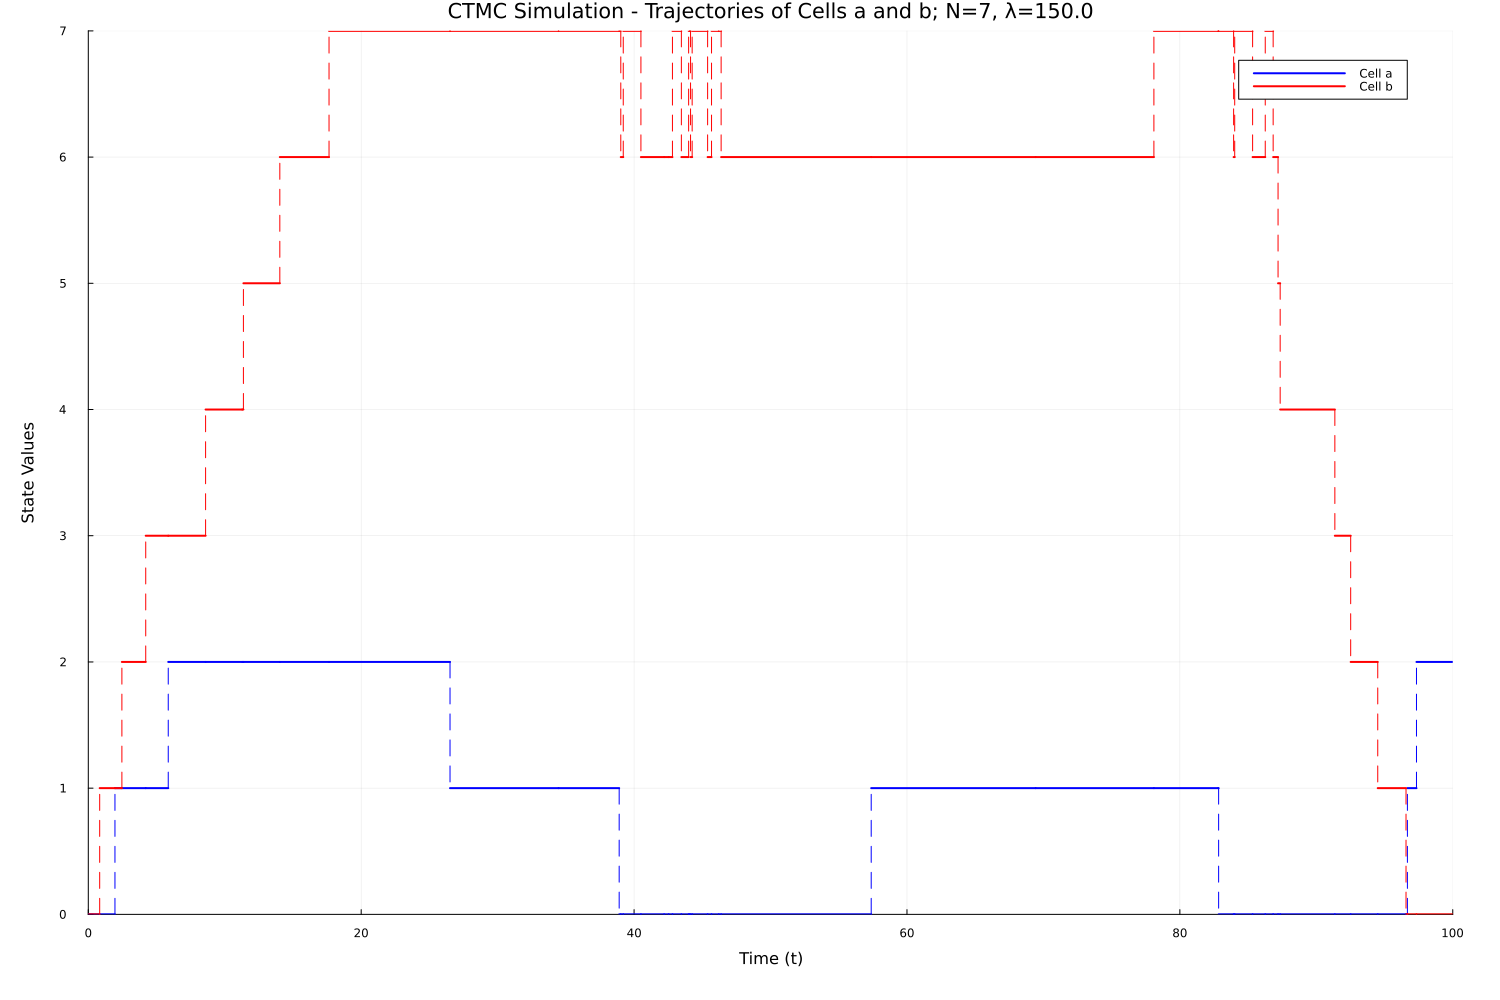 CTMC Simulation - Trajectories of Cells a and b; N=7, λ=150.0
7
Cell a
Cell b
6
5
4
State Values
3
2
1
0
0 20 40 60 80 100
Time (t)